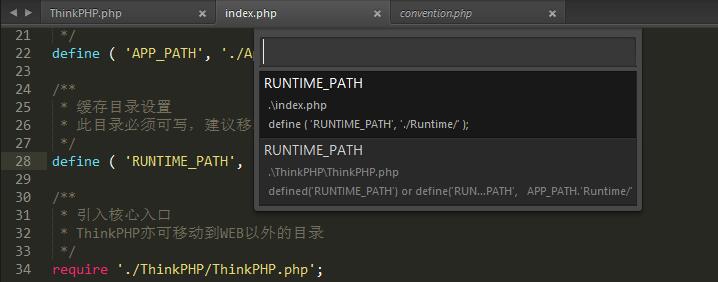 ThinkPHP.php
index.php
convention.php
21 */
22 define ( 'APP_PATH', './A
23
24 /**
25 * 缓存目录设置
26 * 此目录必须可写，建议移
27 */
28 define ( 'RUNTIME_PATH',
29
30 /**
31 * 引入核心入口
32 * ThinkPHP亦可移动到WEB以外的目录
33 */
34 require './ThinkPHP/ThinkPHP.php';
RUNTIME_PATH
.\index.php
define ( 'RUNTIME_PATH', './Runtime/' );
RUNTIME_PATH
.\ThinkPHP\ThinkPHP.php
defined('RUNTIME_PATH') or define('RUN...PATH', APP_PATH.'Runtime/'